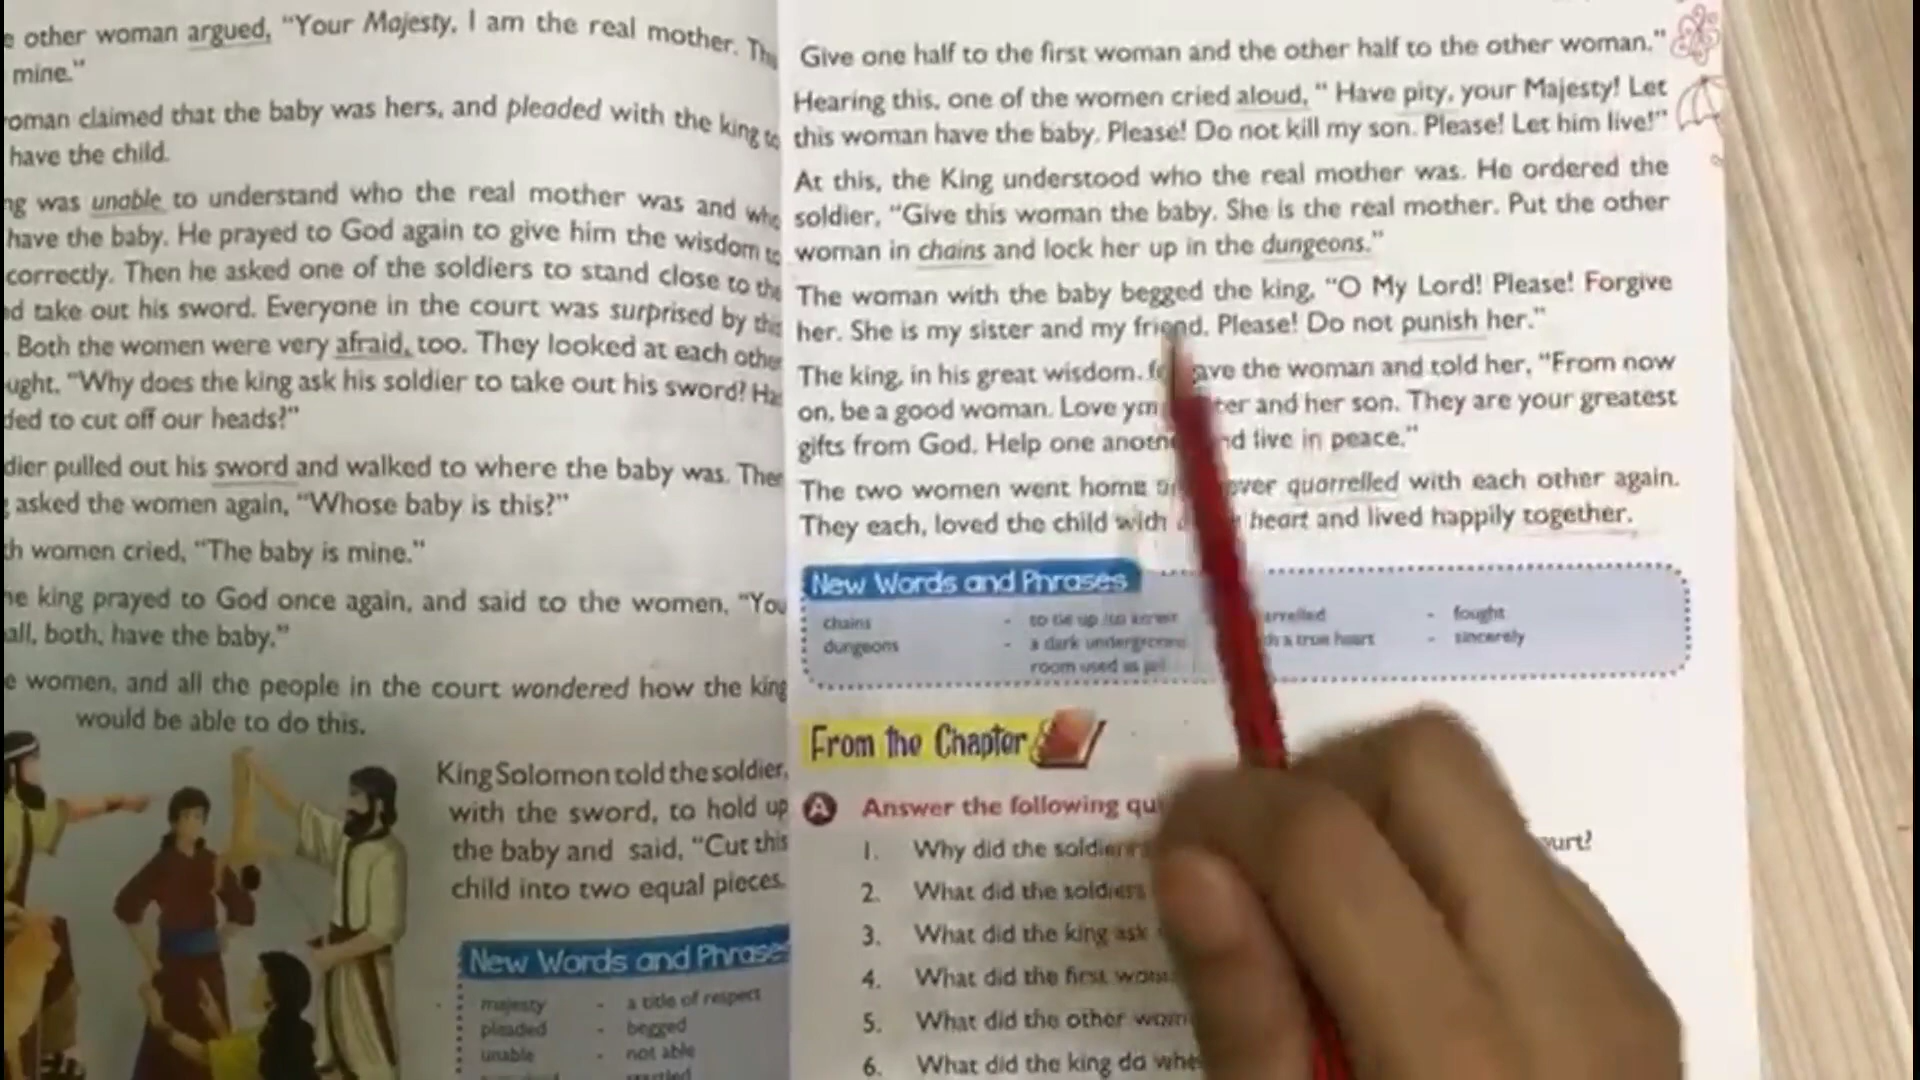 e other woman argued, "Your Majesty, I am the real mother. Th
mine."
oman claimed that the baby was hers, and pleaded with the king to
have the child.
ng was unable to understand who the real mother was and who
have the baby. He prayed to God again to give him the wisdom to
correctly. Then he asked one of the soldiers to stand close to the
d take out his sword. Everyone in the court was surprised by this
. Both the women were very afraid, too. They looked at each other
ught, "Why does the king ask his soldier to take out his sword! Ha
ded to cut off our heads?"
dier pulled out his sword and walked to where the baby was. Then
asked the women again, "Whose baby is this?"
th women cried, "The baby is mine."
he king prayed to God once again, and said to the women, "You
all, both, have the baby."
e women, and all the people in the court wondered how the king
would be able to do this.
King Solomon told the soldier,
with the sword, to hold up
the baby and said, "Cut this
child into two equal pieces.
New Words and Phrases
majesty - a title of respect
pleaded - begged
unable - not able
Give one half to the first woman and the other half to the other woman."
Hearing this, one of the women cried aloud, " Have pity, your Majesty! Let
this woman have the baby. Please! Do not kill my son. Please! Let him live!"
At this, the King understood who the real mother was. He ordered the
soldier, "Give this woman the baby. She is the real mother. Put the other
woman in chains and lock her up in the dungeons."
The woman with the baby begged the king, "O My Lord! Please! Forgive
her. She is my sister and my friend. Please! Do not punish her."
The king, in his great wisdom, ave the woman and told her, "From now
on, be a good woman. Love ter and her son. They are your greatest
gifts from God. Help one anoth nd live in peace."
The two women went home ver quarrelled with each other again.
They each, loved the child with heart and lived happily together.
New Words and Phrases
chains - to tie up /to arrest rrelled - fought
dungeons - a dark underground h a true heart - sincerely
room used as jail
From the Chapter
A Answer the following qu
1. Why did the soldiers ourt?
2. What did the soldiers
3. What did the king ask
4. What did the first wom
5. What did the other wom
6. What did the king do whe